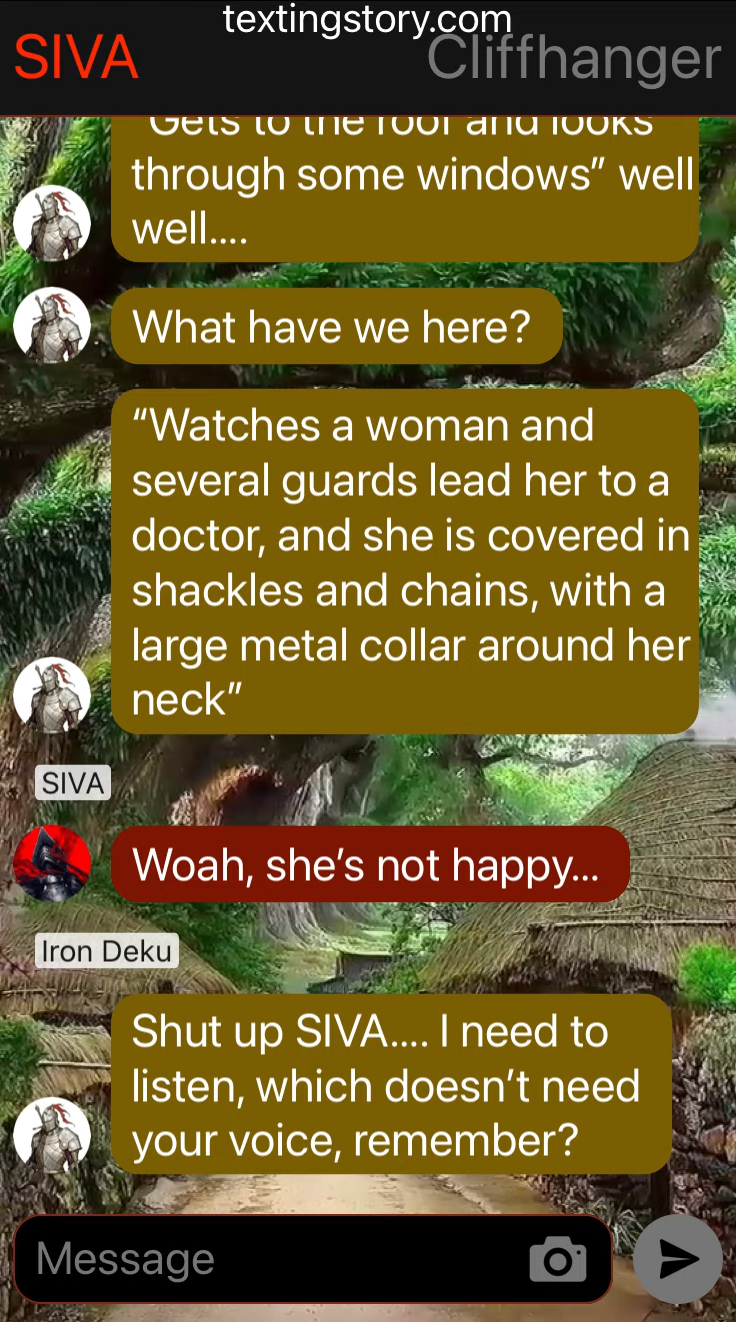 textingstory.com
SIVA
Cliffhanger
“Gets to the roof and looks
through some windows” well
well....
What have we here?
“Watches a woman and
several guards lead her to a
doctor, and she is covered in
shackles and chains, with a
large metal collar around her
neck”
SIVA
Woah, she’s not happy...
Iron Deku
Shut up SIVA.... I need to
listen, which doesn’t need
your voice, remember?
Message